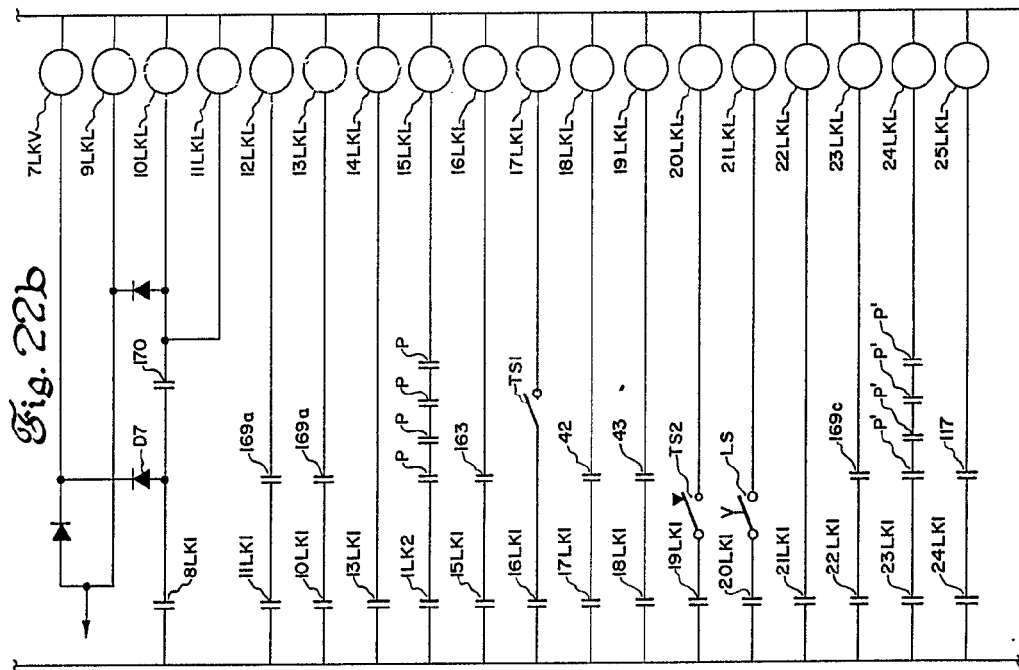 Fig. 22b
7LKV
9LKL
D7
170
8LK1
10LKL
11LKL
11LK1
169a
12LKL
10LK1
169a
13LKL
13LK1
14LKL
1LK2
P
P
P
P
15LKL
15LK1
163
16LKL
16LK1
TS1
17LKL
17LK1
42
18LKL
18LK1
43
19LKL
19LK1
TS2
20LKL
20LK1
LS
21LKL
21LK1
22LKL
22LK1
169c
23LKL
23LK1
P'
P'
P'
P'
24LKL
24LK1
117
25LKL